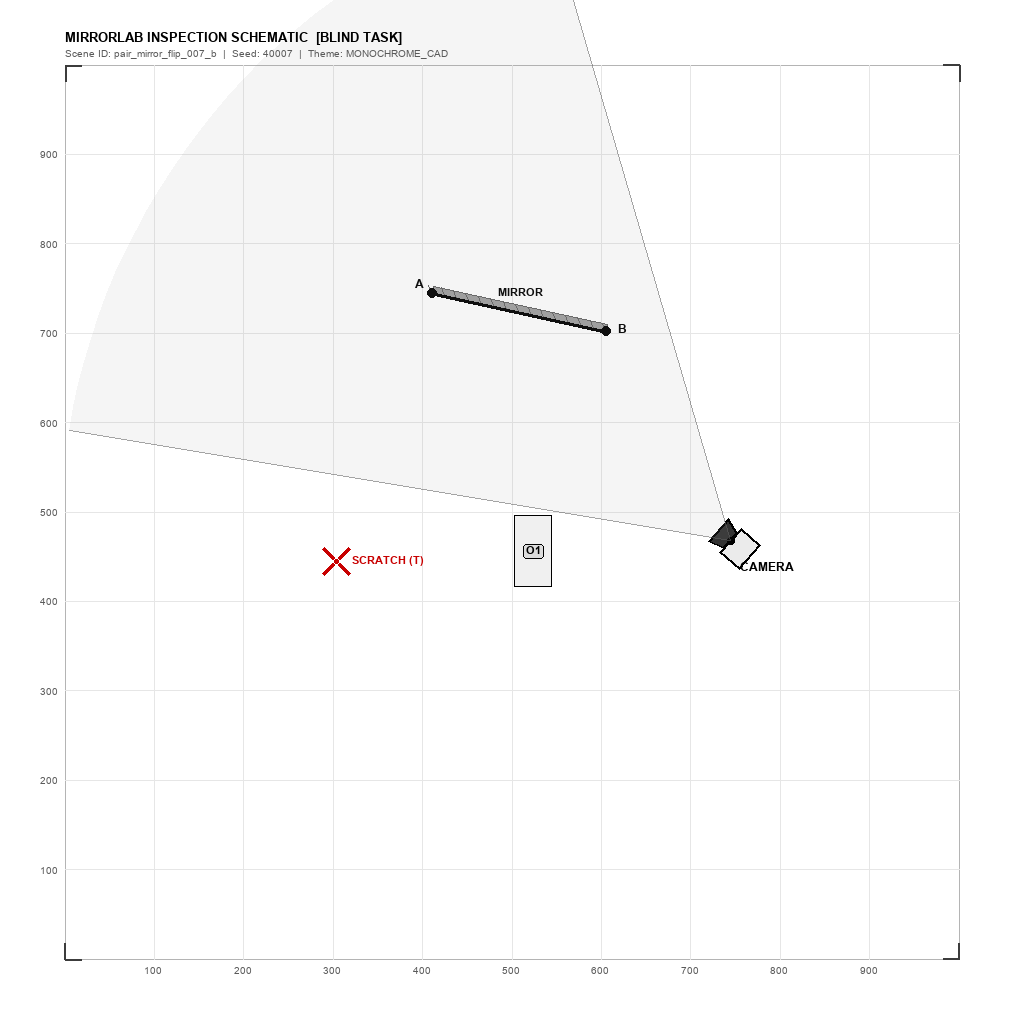 MIRRORLAB INSPECTION SCHEMATIC [BLIND TASK]
Scene ID: pair_mirror_flip_007_b | Seed: 40007 | Theme: MONOCHROME_CAD
900
800
A
MIRROR
B
700
600
500
O1
SCRATCH (T)
CAMERA
400
300
200
100
100 200 300 400 500 600 700 800 900